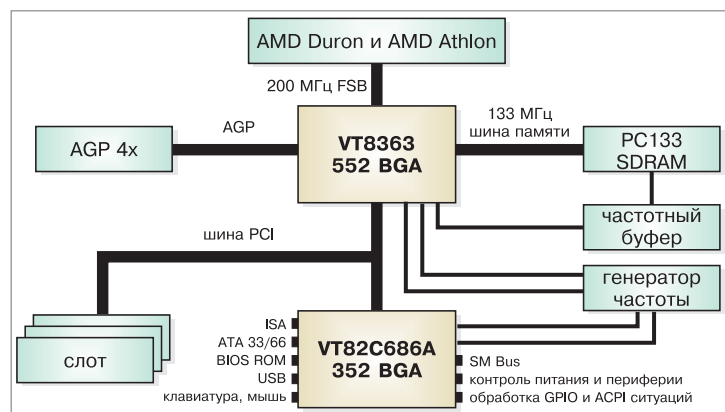 AMD Duron и AMD Athlon
200 МГц FSB
AGP 4x
AGP
VT8363
552 BGA
133 МГц
шина памяти
PC133
SDRAM
частотный
буфер
шина PCI
генератор
частоты
слот
ISA
ATA 33/66
BIOS ROM
USB
клавиатура, мышь
VT82C686A
352 BGA
SM Bus
контроль питания и периферии
обработка GPIO и ACPI ситуаций